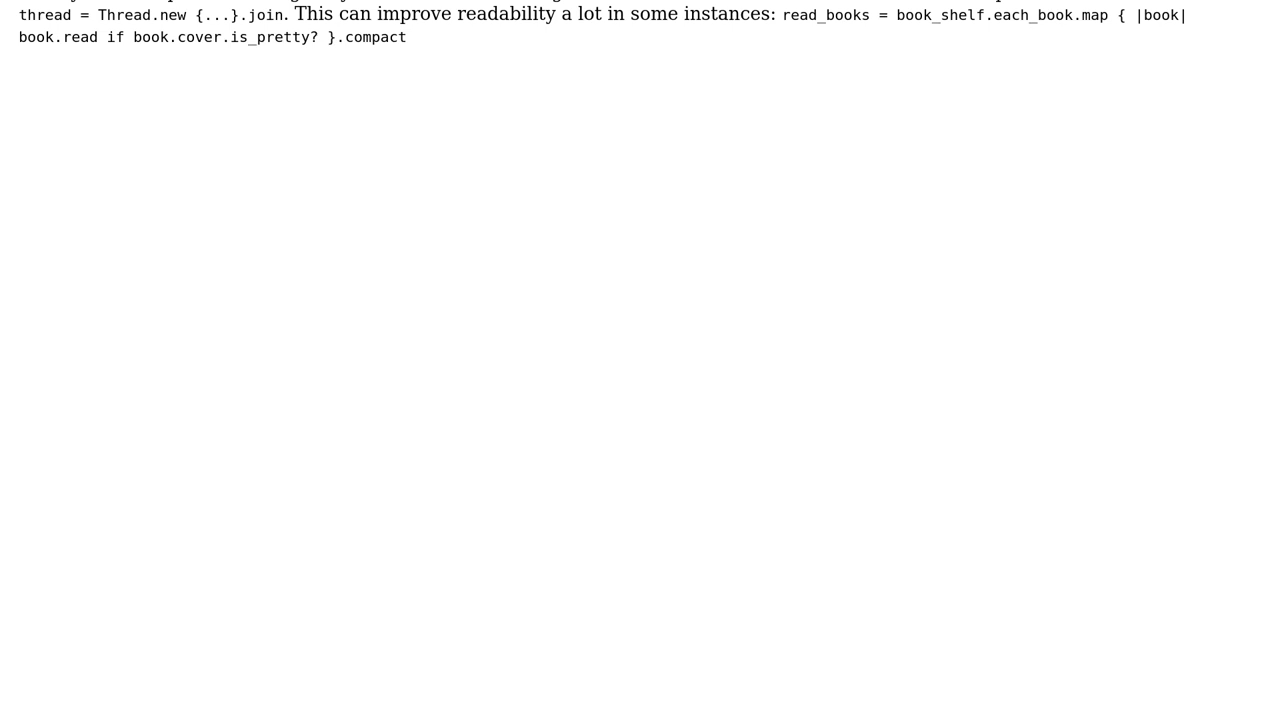 thread = Thread.new {...}.join. This can improve readability a lot in some instances: read_books = book_shelf.each_book.map { |book|
book.read if book.cover.is_pretty? }.compact